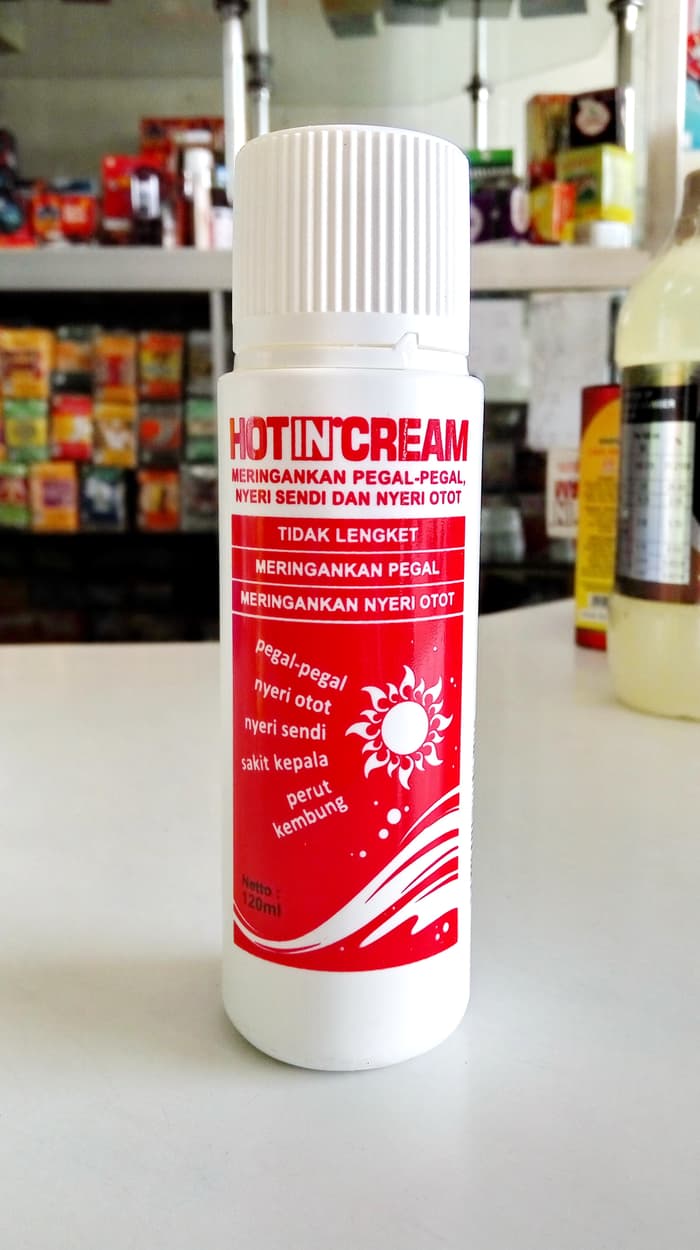 HOT IN CREAM
MERINGANKAN PEGAL-PEGAL,
NYERI SENDI DAN NYERI OTOT
TIDAK LENGKET
MERINGANKAN PEGAL
MERINGANKAN NYERI OTOT
pegal-pegal
nyeri otot
nyeri sendi
sakit kepala
perut
kembung
Netto :
120ml